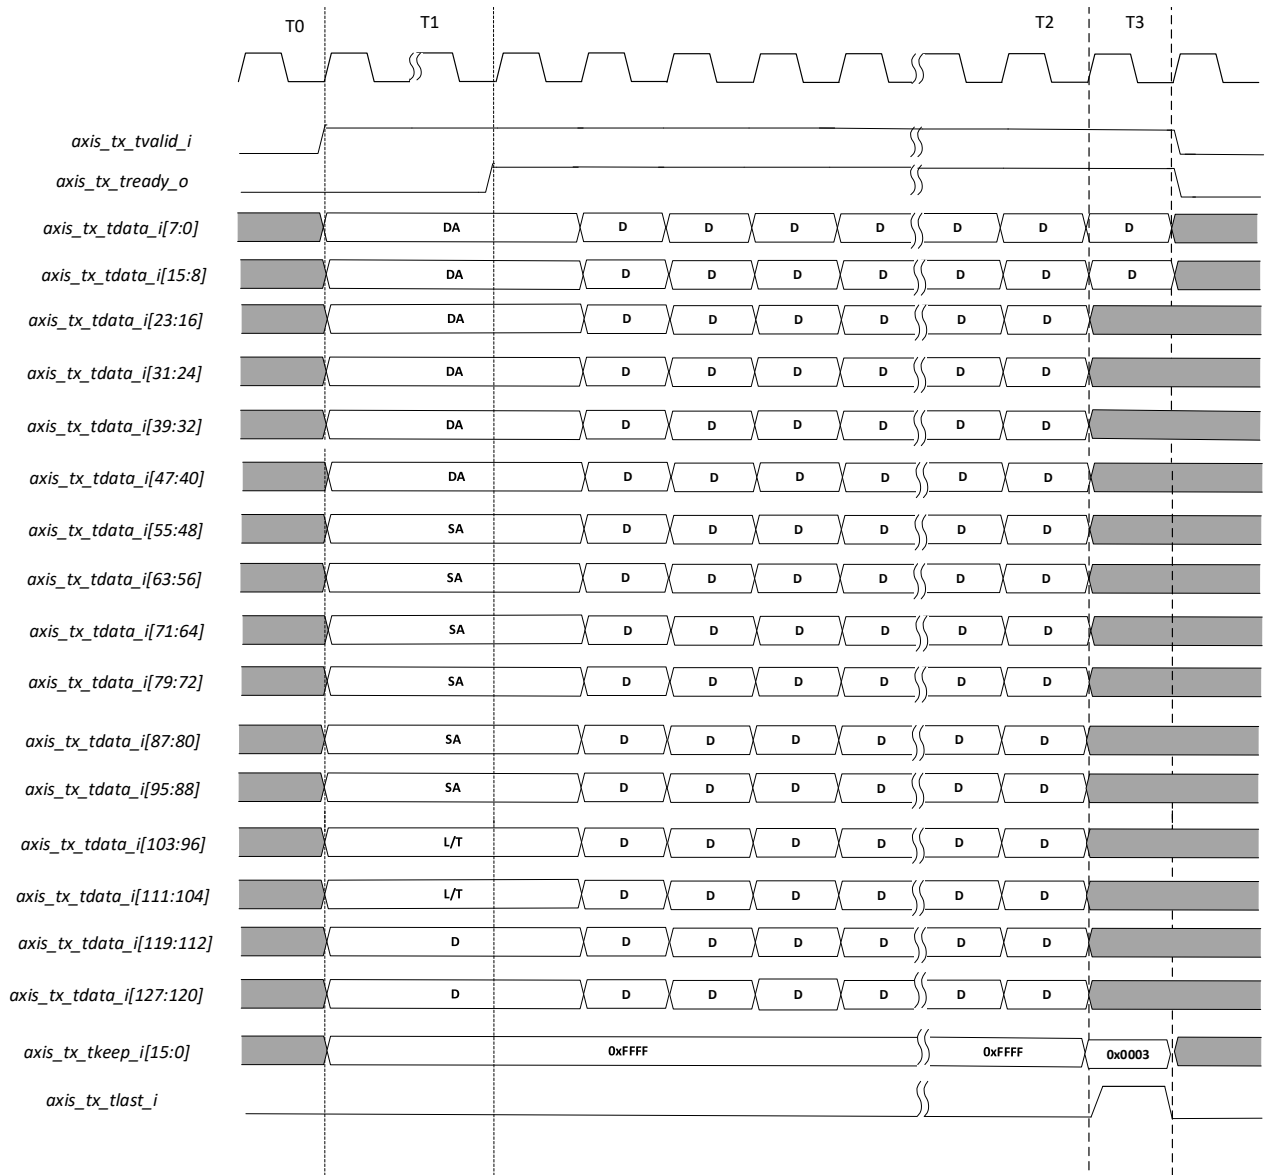 T0 T1 T2 T3
axis_tx_tvalid_i
axis_tx_tready_o
axis_tx_tdata_i[7:0] DA D D D D D D D
axis_tx_tdata_i[15:8] DA D D D D D D D
axis_tx_tdata_i[23:16] DA D D D D D D
axis_tx_tdata_i[31:24] DA D D D D D D
axis_tx_tdata_i[39:32] DA D D D D D D
axis_tx_tdata_i[47:40] DA D D D D D D
axis_tx_tdata_i[55:48] SA D D D D D D
axis_tx_tdata_i[63:56] SA D D D D D D
axis_tx_tdata_i[71:64] SA D D D D D D
axis_tx_tdata_i[79:72] SA D D D D D D
axis_tx_tdata_i[87:80] SA D D D D D D
axis_tx_tdata_i[95:88] SA D D D D D D
axis_tx_tdata_i[103:96] L/T D D D D D D
axis_tx_tdata_i[111:104] L/T D D D D D D
axis_tx_tdata_i[119:112] D D D D D D D
axis_tx_tdata_i[127:120] D D D D D D D
axis_tx_tkeep_i[15:0] 0xFFFF 0xFFFF 0x0003
axis_tx_tlast_i